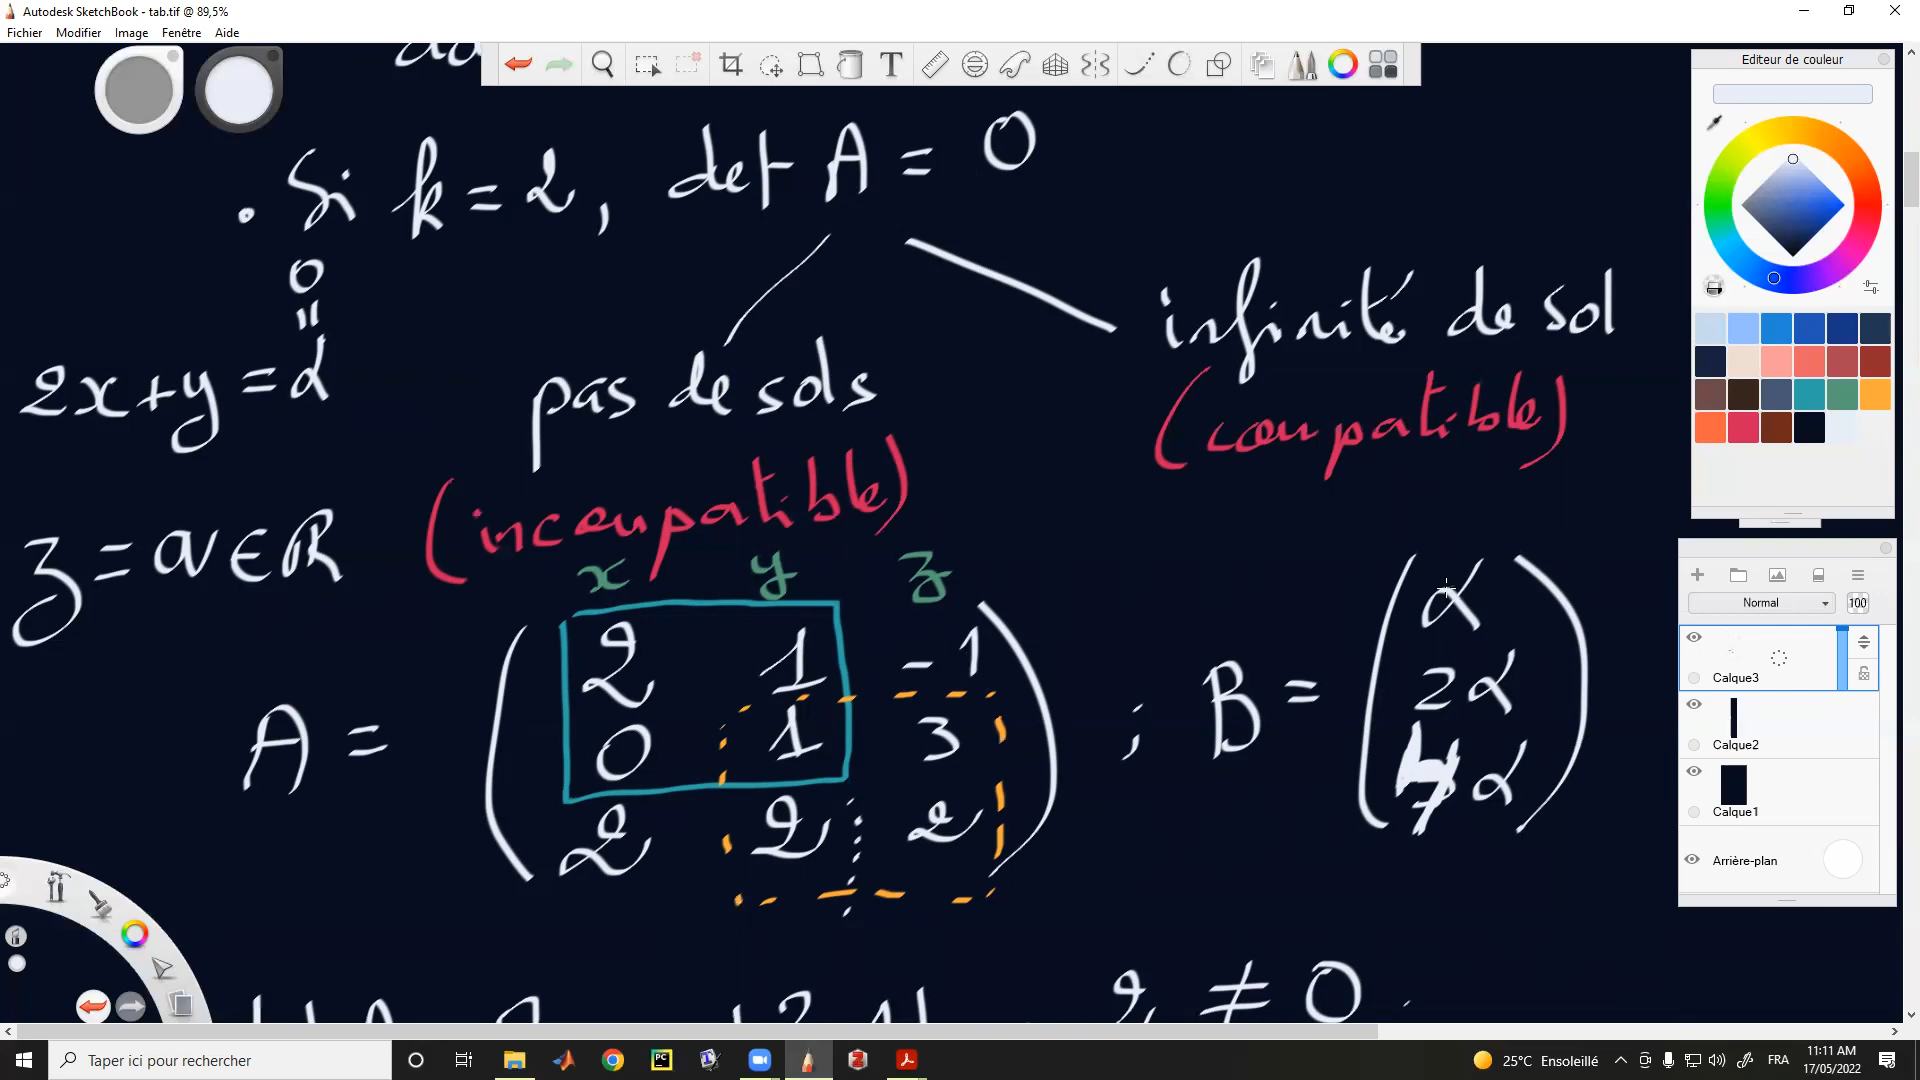 Autodesk SketchBook - tab.tif @ 89,5%
Fichier Modifier Image Fenêtre Aide
. Si k = 2, det A = 0
0
=
2x + y = α
pas de sols
infinité de sol
(incompatible)
(compatible)
z = α ∈ ℝ
x y z
A = ( 2 1 -1
0 1 3
2 2 2 ) ; B = ( α
2α
4α )
2 ≠ 0 .
Editeur de couleur
Normal 100
Calque3
Calque2
Calque1
Arrière-plan
Taper ici pour rechercher
25°C Ensoleillé
FRA
11:11 AM
17/05/2022